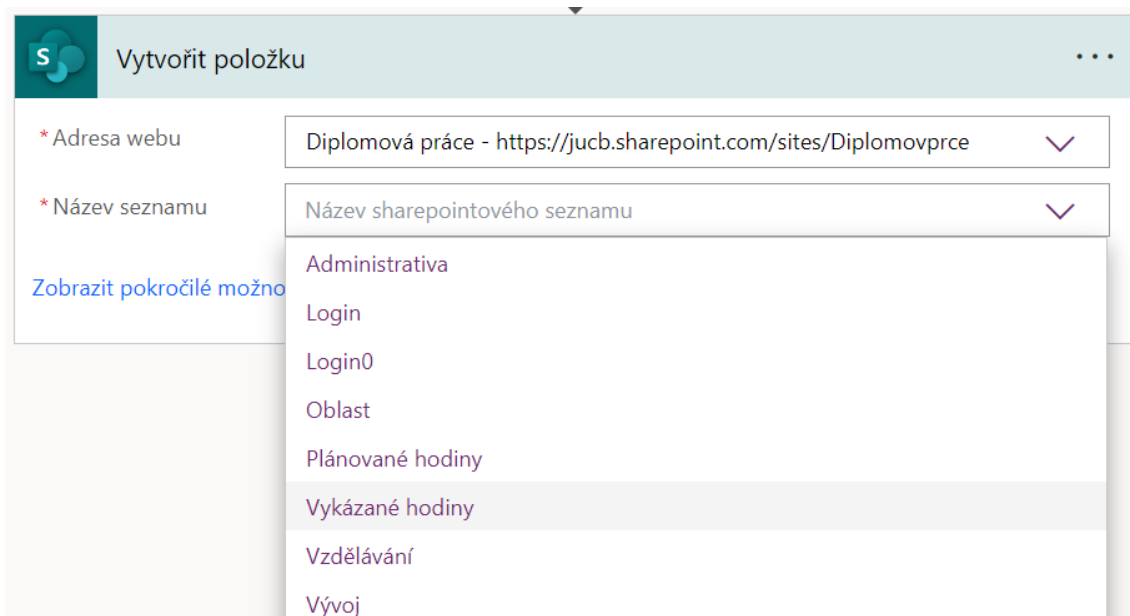 S Vytvořit položku ...
* Adresa webu Diplomová práce - https://jucb.sharepoint.com/sites/Diplomovprce
* Název seznamu Název sharepointového seznamu
Administrativa
Zobrazit pokročilé možno
Login
Login0
Oblast
Plánované hodiny
Vykázané hodiny
Vzdělávání
Vývoj